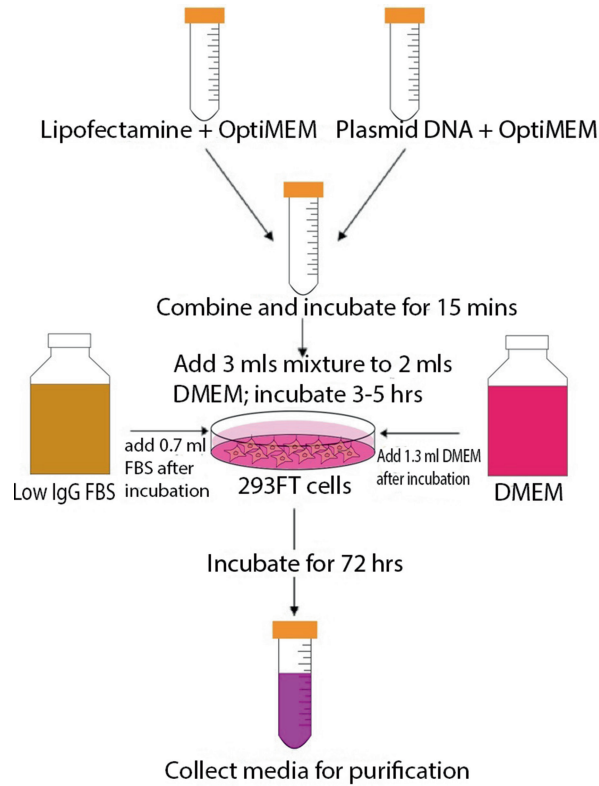 Lipofectamine + OptiMEM
Plasmid DNA + OptiMEM
Combine and incubate for 15 mins
Add 3 mls mixture to 2 mls
DMEM; incubate 3-5 hrs
add 0.7 ml
FBS after
incubation
Low IgG FBS
293FT cells
Add 1.3 ml DMEM
after incubation
DMEM
Incubate for 72 hrs
Collect media for purification